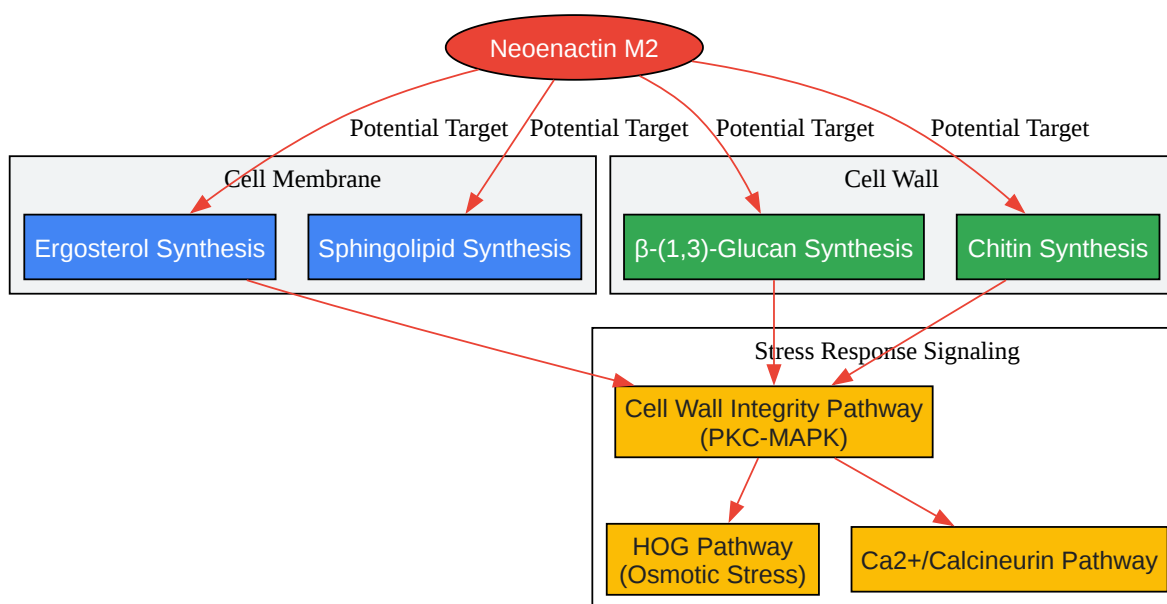 Neoenactin M2
Potential Target
Potential Target
Potential Target
Potential Target
Cell Membrane
Cell Wall
Ergosterol Synthesis
Sphingolipid Synthesis
β-(1,3)-Glucan Synthesis
Chitin Synthesis
Stress Response Signaling
Cell Wall Integrity Pathway
(PKC-MAPK)
HOG Pathway
(Osmotic Stress)
Ca2+/Calcineurin Pathway